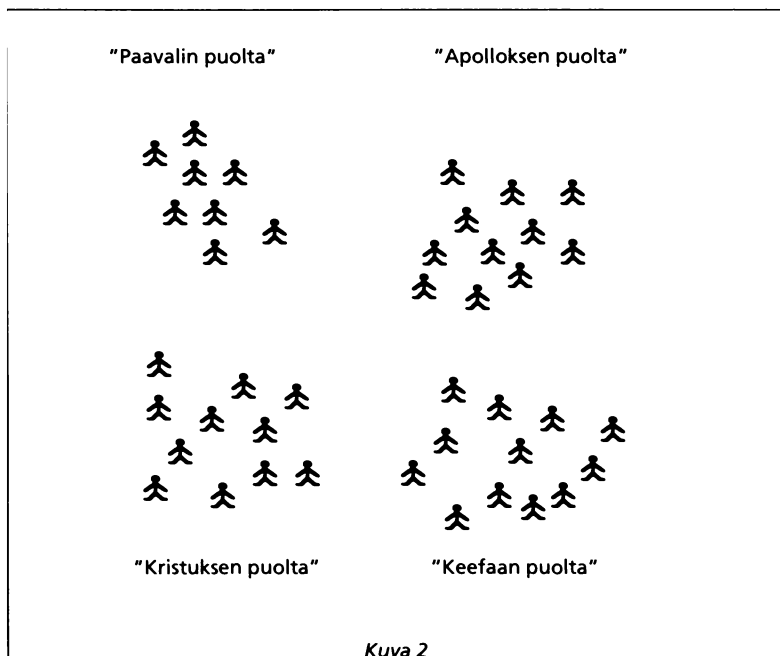 ”Paavalin puolta”
”Apolloksen puolta”
”Kristuksen puolta”
”Keefaan puolta”
Kuva 2